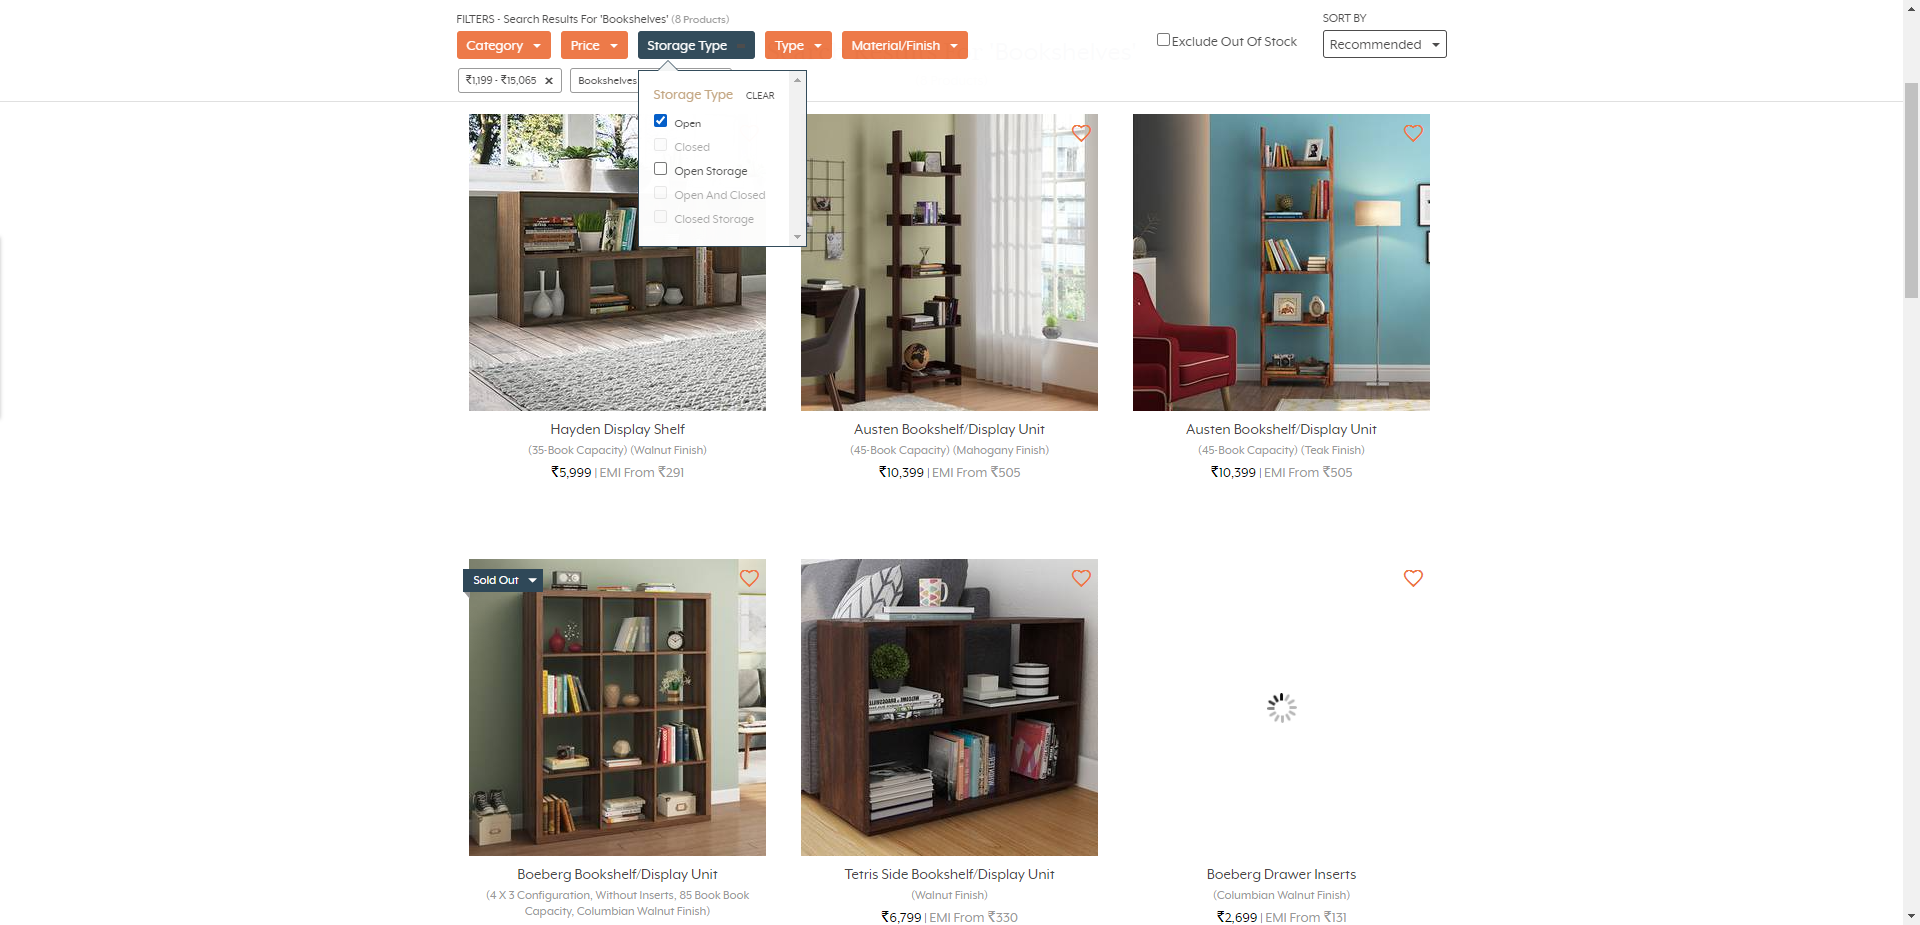 FILTERS - Search Results For 'Bookshelves' (8 Products)
SORT BY
Category
Price
Storage Type
Type
Material/Finish
Exclude Out Of Stock
Recommended
₹1,199 - ₹15,065
Bookshelves
Storage Type CLEAR
Open
Closed
Open Storage
Open And Closed
Closed Storage
Hayden Display Shelf
(35-Book Capacity) (Walnut Finish)
₹5,999 | EMI From ₹291
Austen Bookshelf/Display Unit
(45-Book Capacity) (Mahogany Finish)
₹10,399 | EMI From ₹505
Austen Bookshelf/Display Unit
(45-Book Capacity) (Teak Finish)
₹10,399 | EMI From ₹505
Sold Out
Boeberg Bookshelf/Display Unit
(4 X 3 Configuration, Without Inserts, 85 Book Book
Capacity, Columbian Walnut Finish)
Tetris Side Bookshelf/Display Unit
(Walnut Finish)
₹6,799 | EMI From ₹330
Boeberg Drawer Inserts
(Columbian Walnut Finish)
₹2,699 | EMI From ₹131